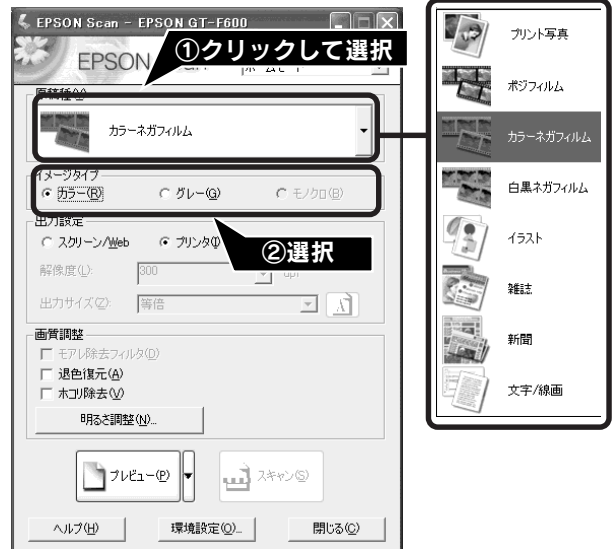 EPSON Scan - EPSON GT-F600
①クリックして選択
EPSON
原稿種(Y)
カラーネガフィルム
イメージタイプ
カラー(R)
グレー(G)
モノクロ(B)
出力設定
スクリーン/Web
プリンタ(I)
②選択
解像度(L):
300
dpi
出力サイズ(Z):
等倍
画質調整
モアレ除去フィルタ(D)
退色復元(A)
ホコリ除去(V)
明るさ調整(N)...
プレビュー(P)
スキャン(S)
ヘルプ(H)
環境設定(O)...
閉じる(C)
プリント写真
ポジフィルム
カラーネガフィルム
白黒ネガフィルム
イラスト
雑誌
新聞
文字/線画